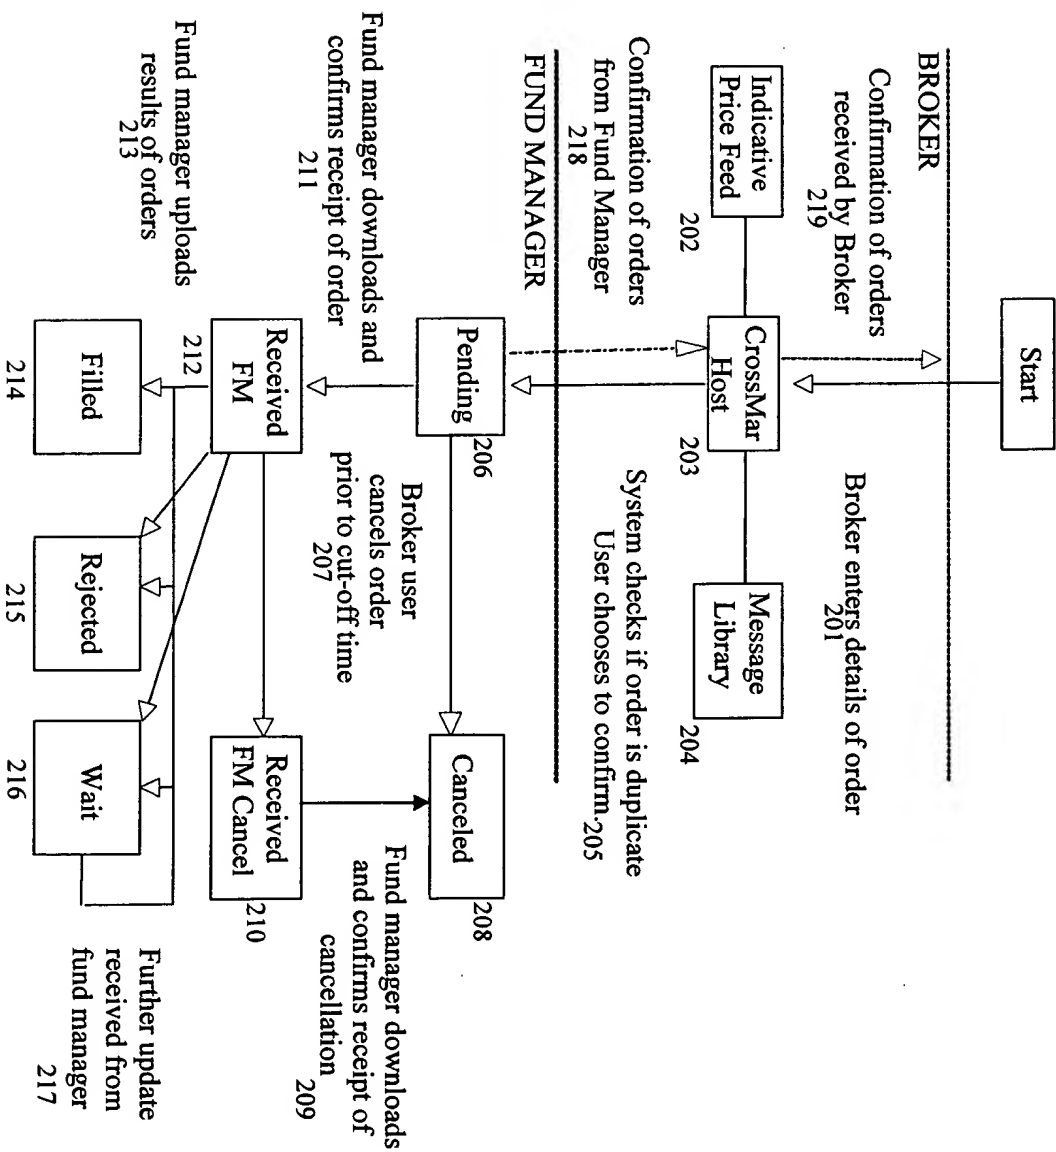 Start
BROKER
Broker enters details of order
201
Confirmation of orders
received by Broker
219
Indicative
Price Feed
202
CrossMar
Host
203
Message
Library
204
Confirmation of orders
from Fund Manager
218
System checks if order is duplicate
User chooses to confirm.
205
FUND MANAGER
Pending
206
Canceled
208
Fund manager downloads and
confirms receipt of order
211
Broker user
cancels order
prior to cut-off time
207
Fund manager downloads
and confirms receipt of
cancellation
209
Received
FM
212
Received
FM Cancel
210
Fund manager uploads
results of orders
213
Filled
214
Rejected
215
Wait
216
Further update
received from
fund manager
217